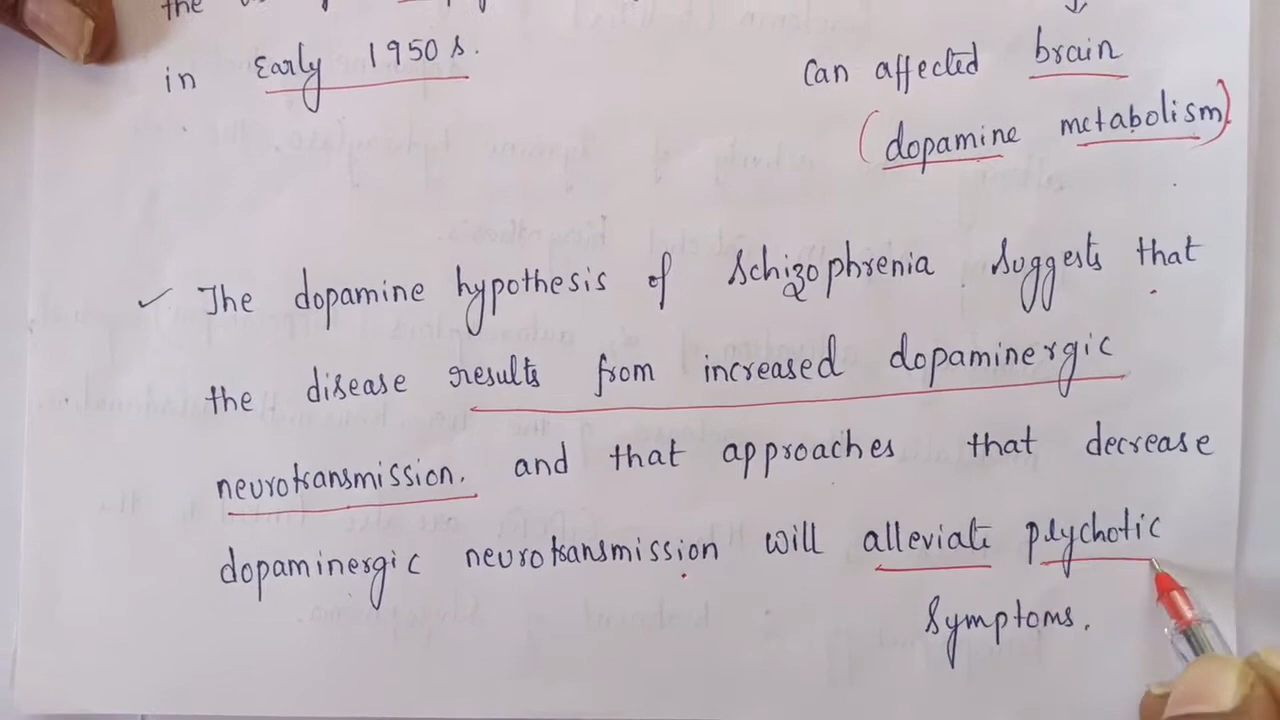 the
in Early 1950s.
can affected brain
(dopamine metabolism)
✓ The dopamine hypothesis of schizophrenia suggests that
the disease results from increased dopaminergic
neurotransmission. and that approaches that decrease
dopaminergic neurotransmission will alleviate psychotic
symptoms.